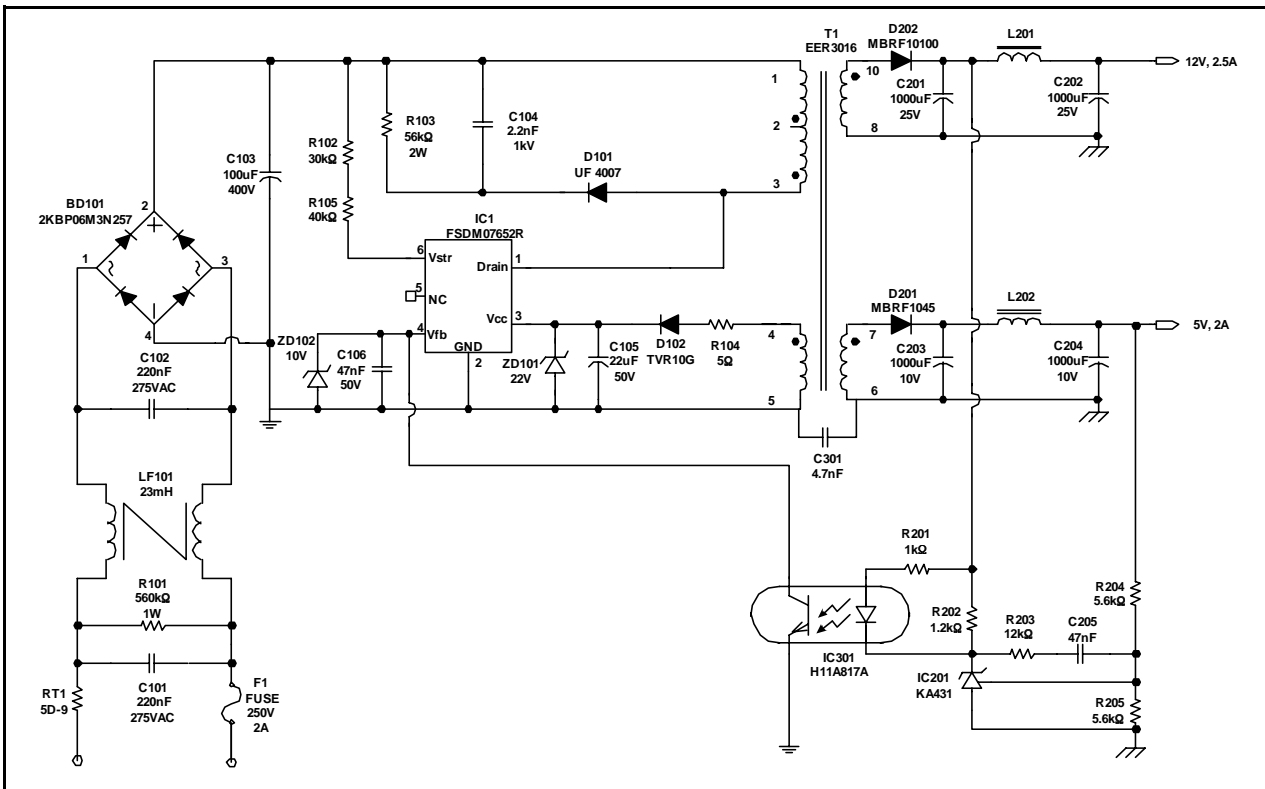 T1
EER3016
D202
MBRF10100
L201
1
2
3
10
8
12V, 2.5A
C201
1000uF
25V
C202
1000uF
25V
R103
56kΩ
2W
C104
2.2nF
1kV
R102
30kΩ
R105
40kΩ
C103
100uF
400V
D101
UF 4007
BD101
2KBP06M3N257
2
1
3
4
IC1
FSDM07652R
6
Vstr
Drain
1
5
NC
Vcc
3
4
Vfb
GND
2
ZD102
10V
C106
47nF
50V
ZD101
22V
C105
22uF
50V
D102
TVR10G
R104
5Ω
4
5
D201
MBRF1045
L202
7
6
5V, 2A
C203
1000uF
10V
C204
1000uF
10V
C102
220nF
275VAC
C301
4.7nF
LF101
23mH
R101
560kΩ
1W
C101
220nF
275VAC
RT1
5D-9
F1
FUSE
250V
2A
R201
1kΩ
R202
1.2kΩ
R203
12kΩ
C205
47nF
R204
5.6kΩ
IC301
H11A817A
IC201
KA431
R205
5.6kΩ